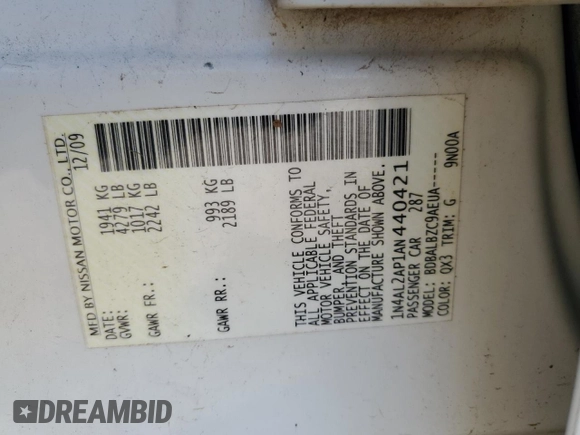 MFD BY NISSAN MOTOR CO., LTD.
DATE: 12/09
GVWR: 1941 KG
4279 LB
GAWR FR.: 1017 KG
2242 LB
GAWR RR.: 993 KG
2189 LB
THIS VEHICLE CONFORMS TO
ALL APPLICABLE FEDERAL
MOTOR VEHICLE SAFETY,
BUMPER, AND THEFT
PREVENTION STANDARDS IN
EFFECT ON THE DATE OF
MANUFACTURE SHOWN ABOVE.
1N4AL2AP1AN440421
PASSENGER CAR 287
MODEL: BDBALBZC9AEUA-----
COLOR: QX3 TRIM: G 9N00A
DREAMBID